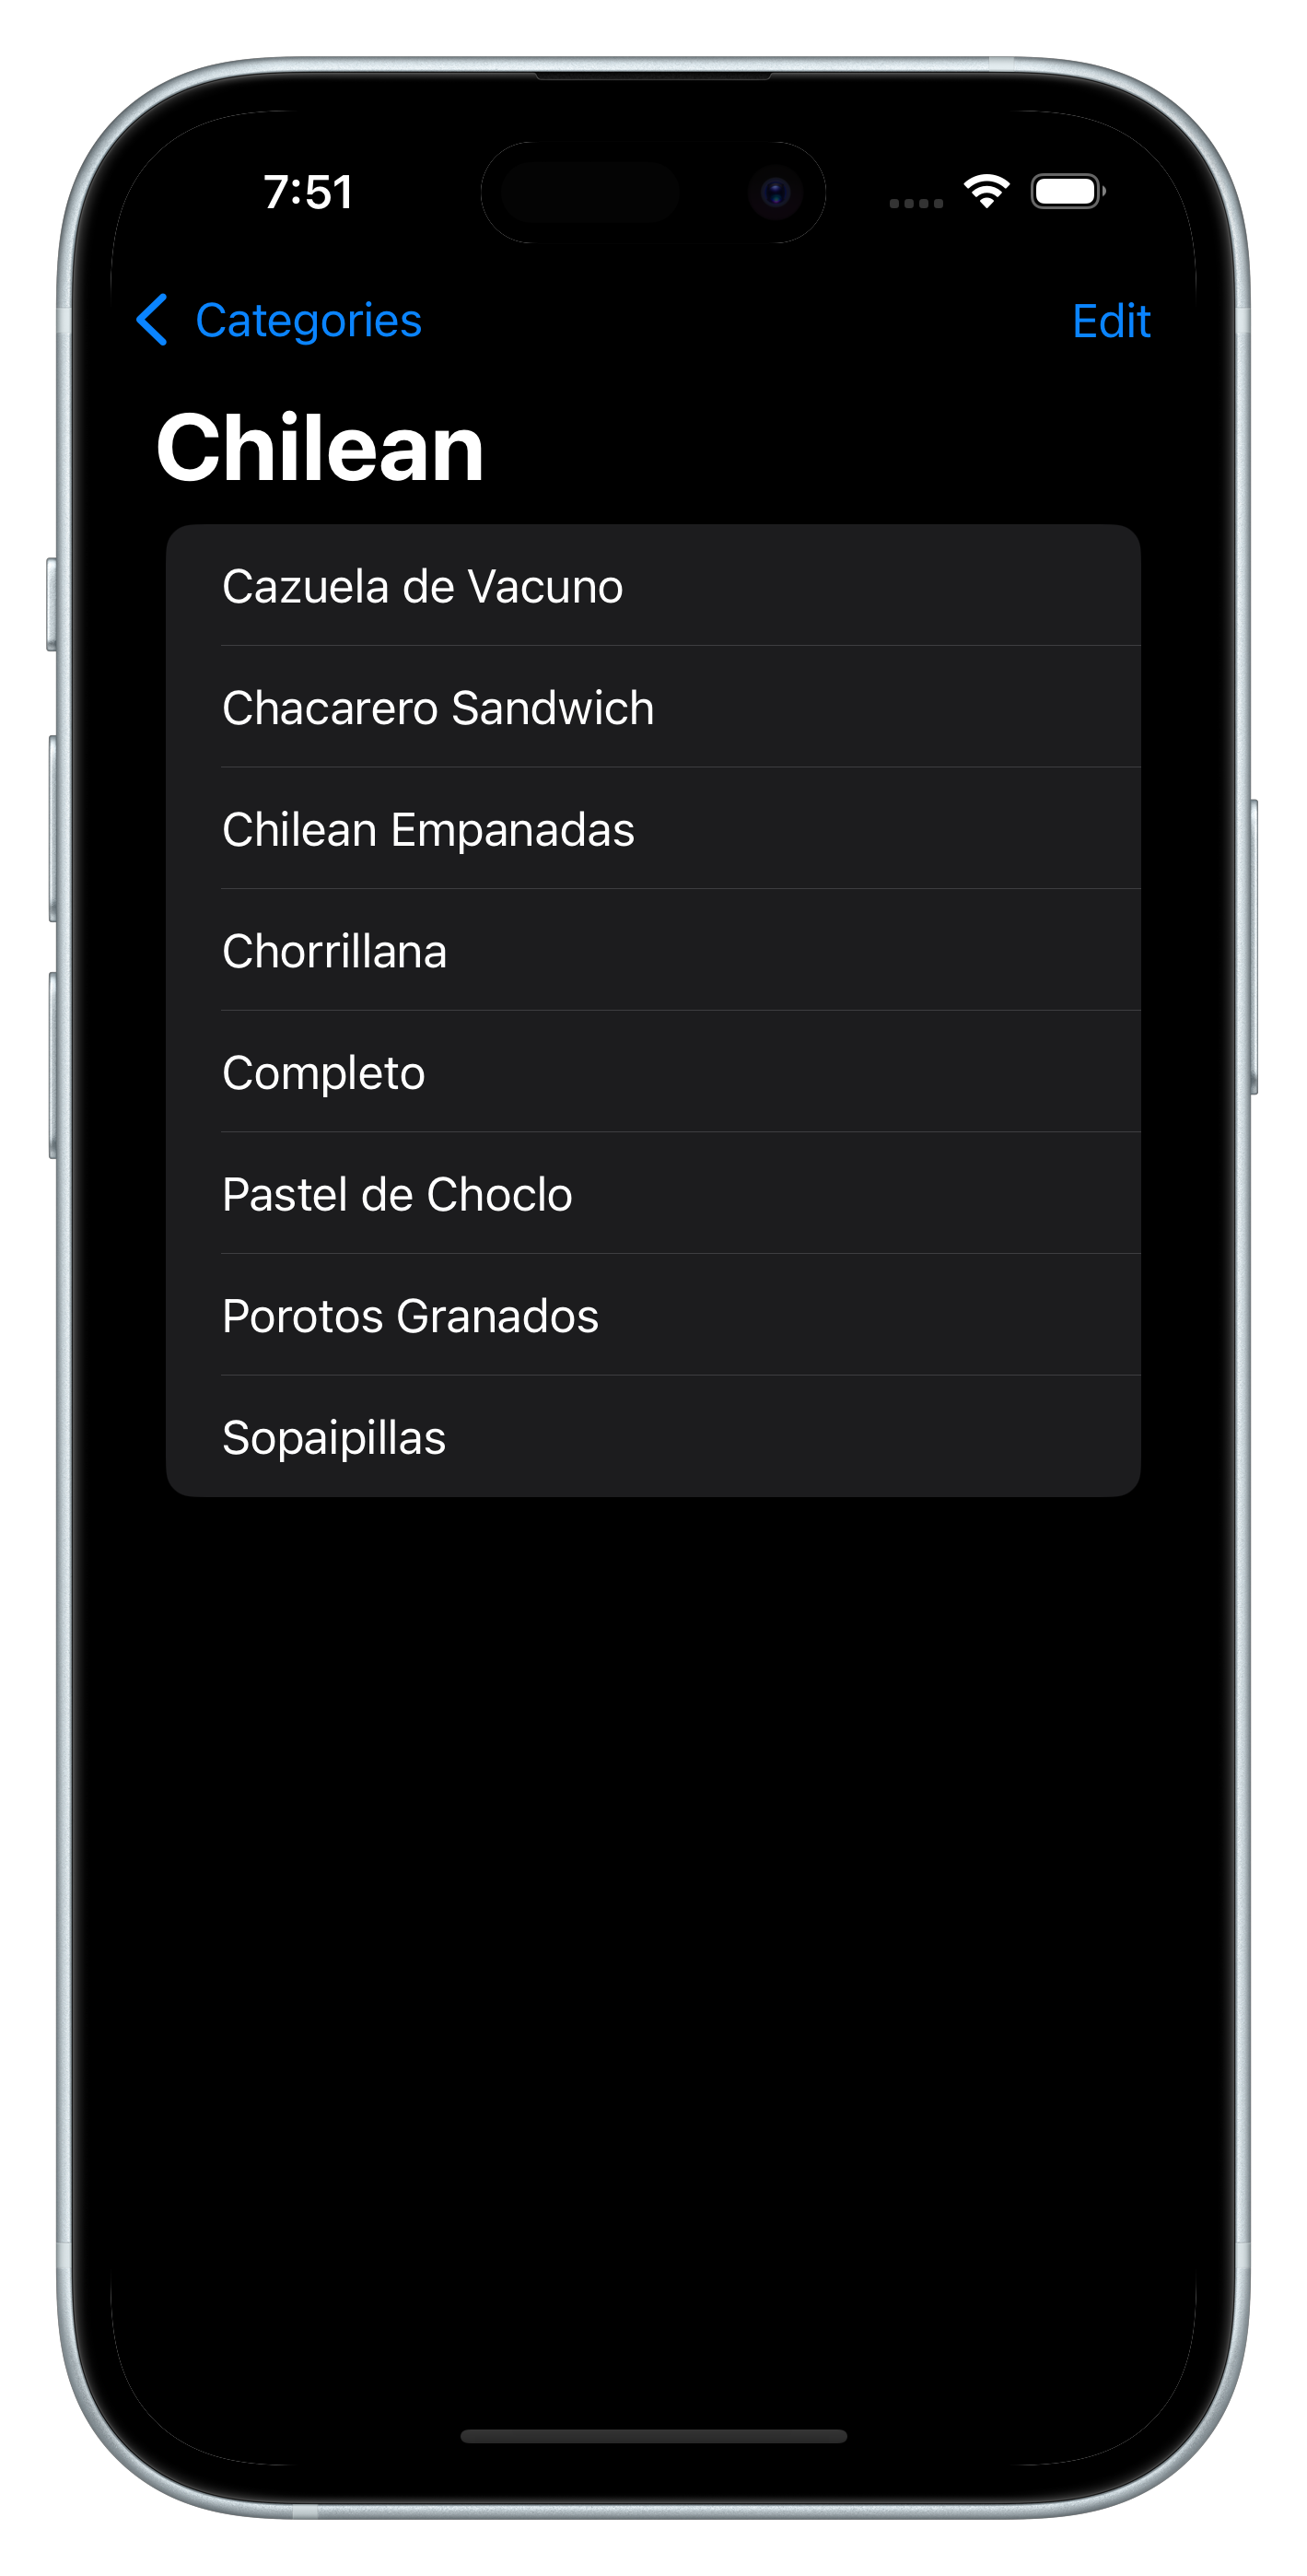 7:51
Categories
Edit
Chilean
Cazuela de Vacuno
Chacarero Sandwich
Chilean Empanadas
Chorrillana
Completo
Pastel de Choclo
Porotos Granados
Sopaipillas